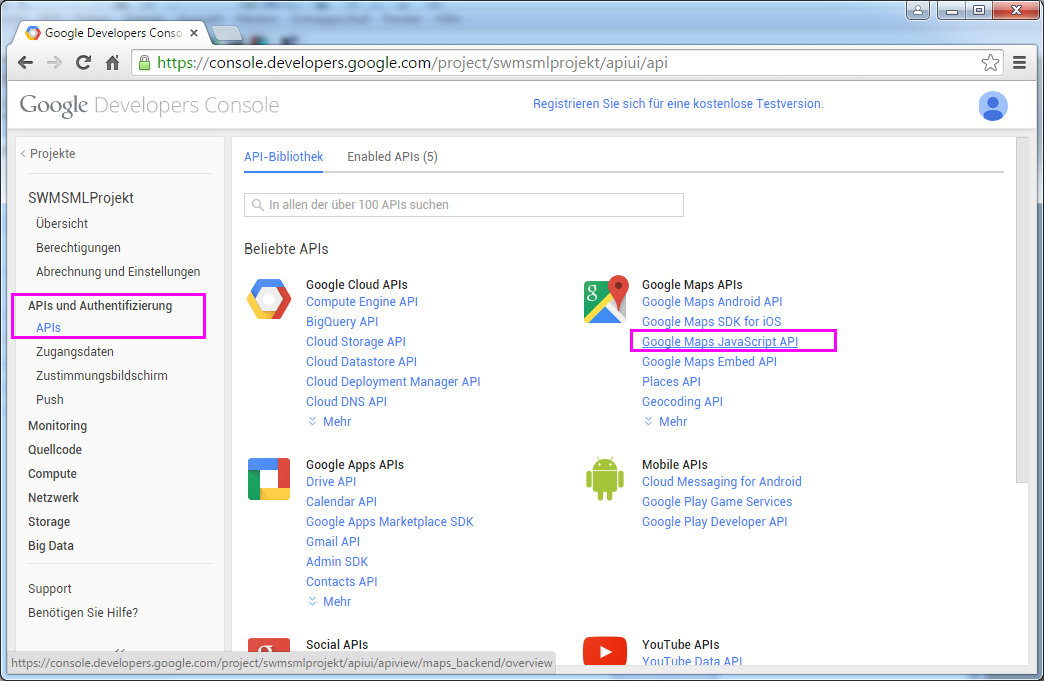 Google Developers Conso
https://console.developers.google.com/project/swmsmlprojekt/apiui/api
Google Developers Console
Registrieren Sie sich für eine kostenlose Testversion.
Projekte
SWMSMLProjekt
Übersicht
Berechtigungen
Abrechnung und Einstellungen
APIs und Authentifizierung
APIs
Zugangsdaten
Zustimmungsbildschirm
Push
Monitoring
Quellcode
Compute
Netzwerk
Storage
Big Data
Support
Benötigen Sie Hilfe?
API-Bibliothek
Enabled APIs (5)
In allen der über 100 APIs suchen
Beliebte APIs
Google Cloud APIs
Compute Engine API
BigQuery API
Cloud Storage API
Cloud Datastore API
Cloud Deployment Manager API
Cloud DNS API
Mehr
Google Maps APIs
Google Maps Android API
Google Maps SDK for iOS
Google Maps JavaScript API
Google Maps Embed API
Places API
Geocoding API
Mehr
Google Apps APIs
Drive API
Calendar API
Google Apps Marketplace SDK
Gmail API
Admin SDK
Contacts API
Mehr
Mobile APIs
Cloud Messaging for Android
Google Play Game Services
Google Play Developer API
Social APIs
YouTube APIs
YouTube Data API
https://console.developers.google.com/project/swmsmlprojekt/apiui/apiview/maps_backend/overview